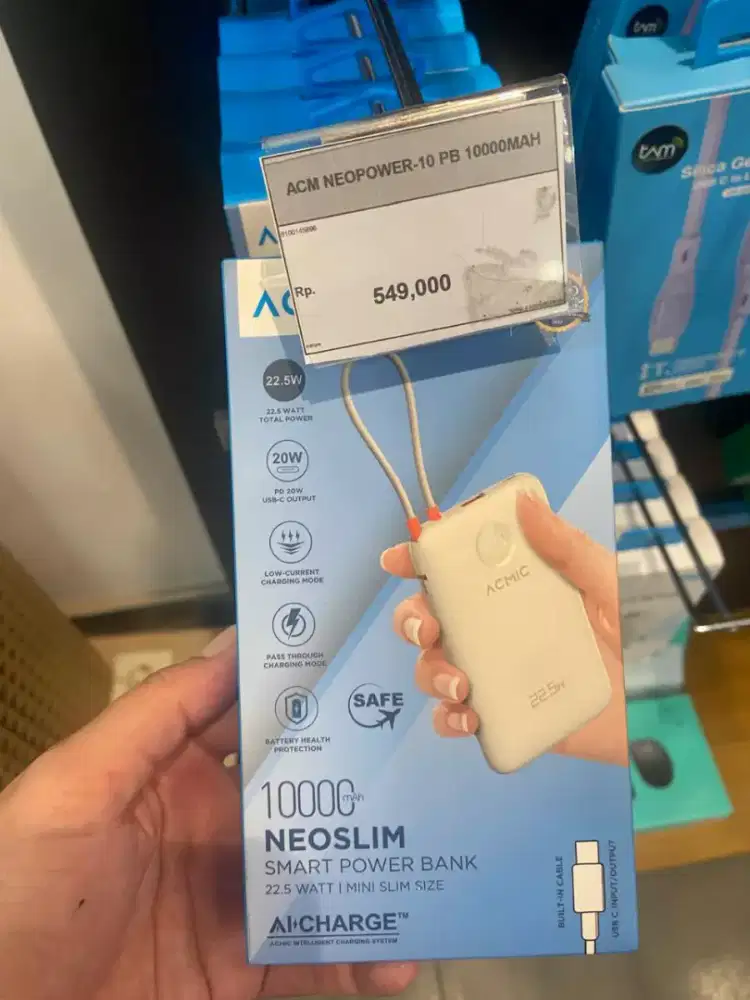 tam
tam
ACM NEOPOWER-10 PB 10000MAH
Rp.
549,000
22.5W
22.5 WATT
TOTAL POWER
20W
PD 20W
USB-C OUTPUT
LOW-CURRENT
CHARGING MODE
PASS THROUGH
CHARGING MODE
BATTERY HEALTH
PROTECTION
SAFE
ACMIC
22.5W
10000mAh
NEOSLIM
SMART POWER BANK
22.5 WATT | MINI SLIM SIZE
AI+CHARGE™
ACMIC INTELLIGENT CHARGING SYSTEM
BUILT-IN CABLE
USB C INPUT/OUTPUT